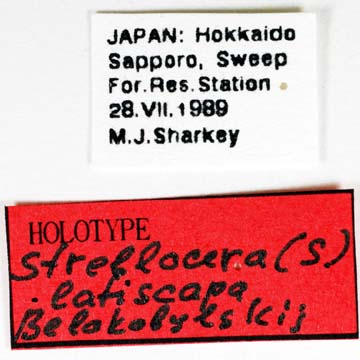 JAPAN: Hokkaido
Sapporo, Sweep
For.Res.Station
28.VII.1989
M.J.Sharkey
HOLOTYPE
Streblocera (S)
. latiscapa
Belokobylskij